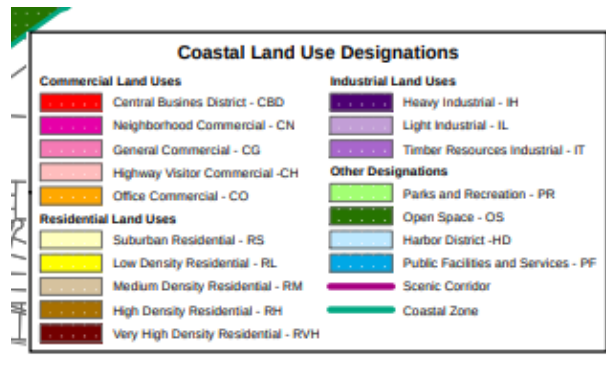 Coastal Land Use Designations
Commercial Land Uses
Central Busines District - CBD
Neighborhood Commercial - CN
General Commercial - CG
Highway Visitor Commercial -CH
Office Commercial - CO
Residential Land Uses
Suburban Residential - RS
Low Density Residential - RL
Medium Density Residential - RM
High Density Residential - RH
Very High Density Residential - RVH
Industrial Land Uses
Heavy Industrial - IH
Light Industrial - IL
Timber Resources Industrial - IT
Other Designations
Parks and Recreation - PR
Open Space - OS
Harbor District -HD
Public Facilities and Services - PF
Scenic Corridor
Coastal Zone